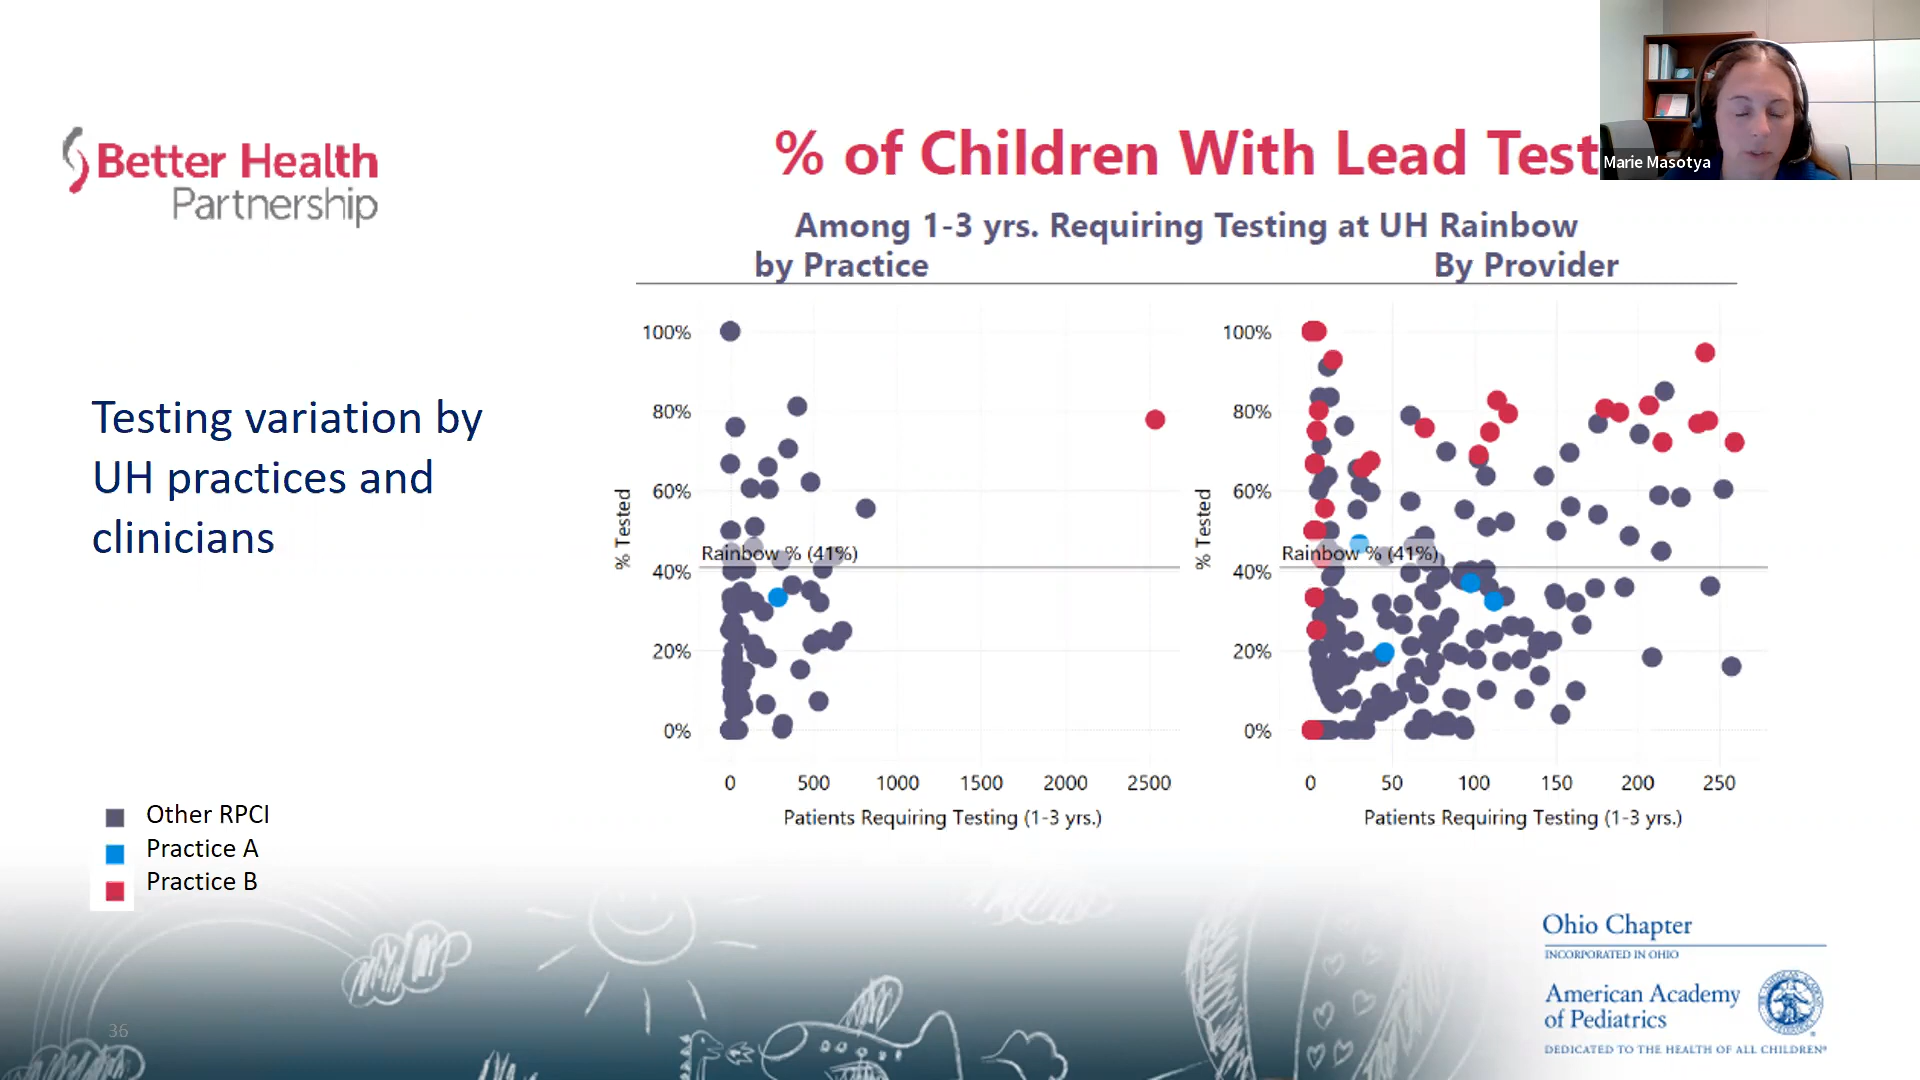 Better Health
Partnership
% of Children With Lead Test
Marie Masotya
Among 1-3 yrs. Requiring Testing at UH Rainbow
by Practice
By Provider
Testing variation by
UH practices and
clinicians
100%
80%
60%
40%
20%
0%
% Tested
Rainbow % (41%)
0 500 1000 1500 2000 2500
Patients Requiring Testing (1-3 yrs.)
100%
80%
60%
40%
20%
0%
% Tested
Rainbow % (41%)
0 50 100 150 200 250
Patients Requiring Testing (1-3 yrs.)
Other RPCI
Practice A
Practice B
Ohio Chapter
INCORPORATED IN OHIO
American Academy
of Pediatrics
DEDICATED TO THE HEALTH OF ALL CHILDREN®
36